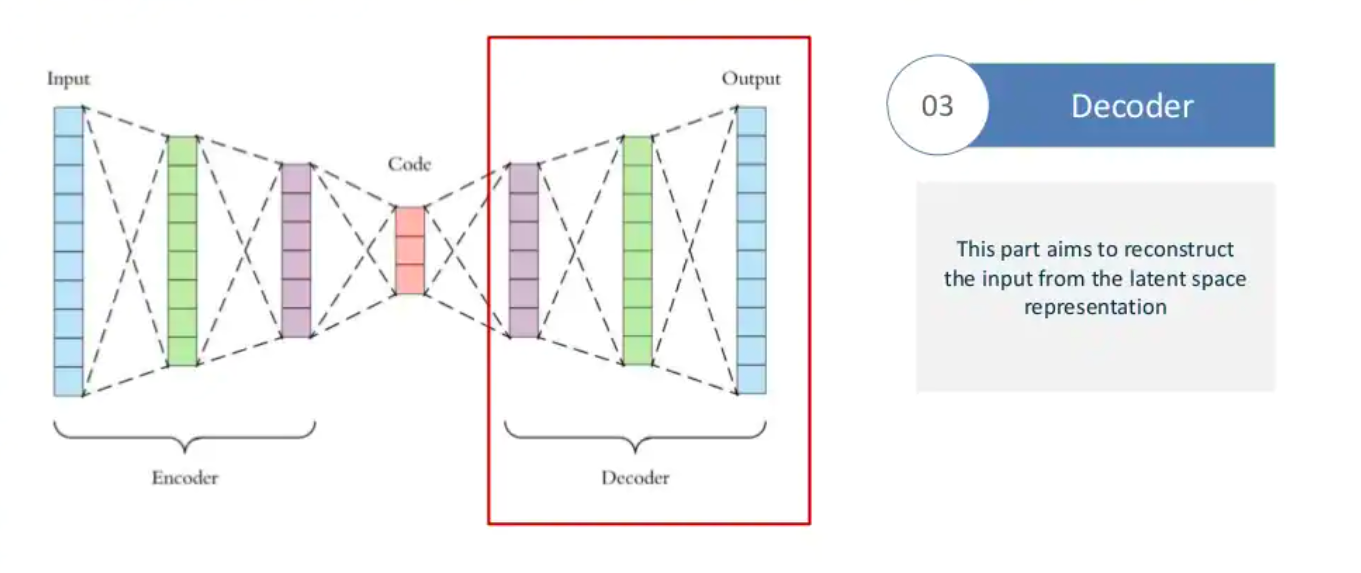 Input
Output
Code
Encoder
Decoder
03
Decoder
This part aims to reconstruct
the input from the latent space
representation